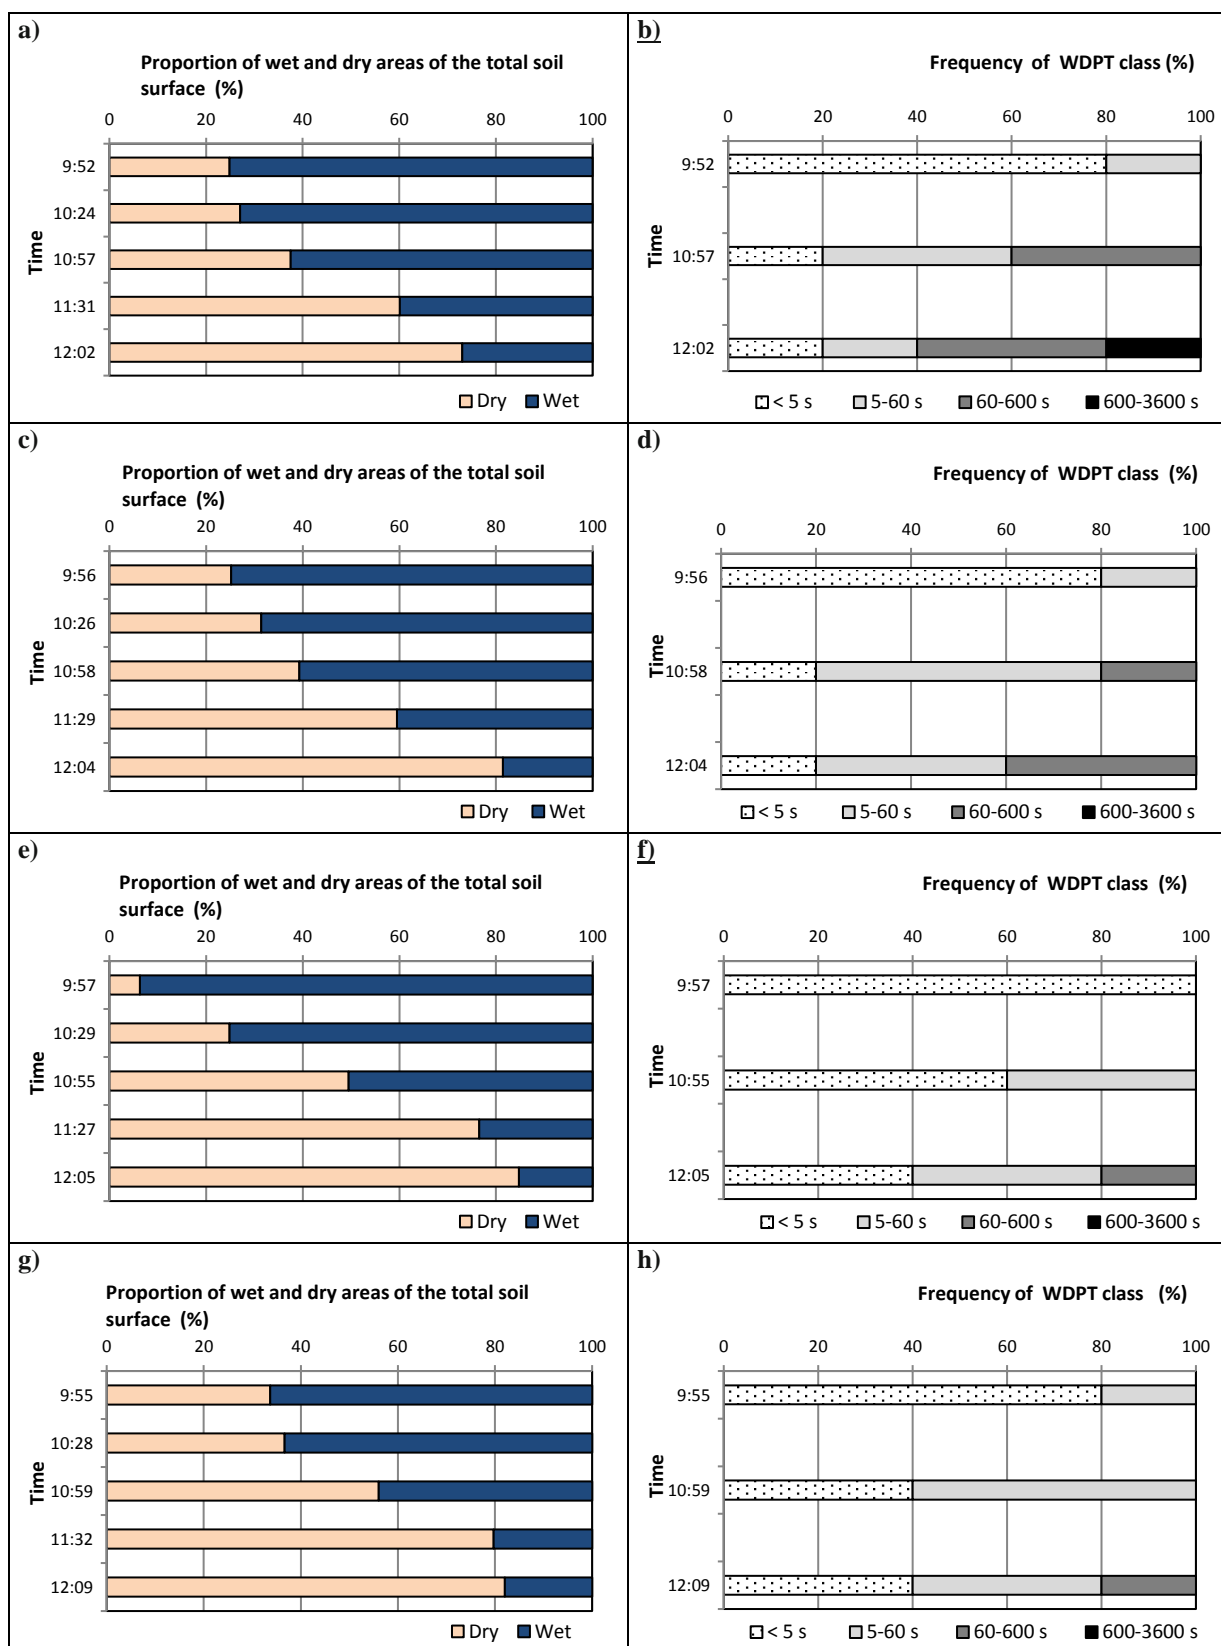 a)
Proportion of wet and dry areas of the total soil
surface (%)
0 20 40 60 80 100
Time
9:52
10:24
10:57
11:31
12:02
Dry Wet
b)
Frequency of WDPT class (%)
0 20 40 60 80 100
Time
9:52
10:57
12:02
< 5 s 5-60 s 60-600 s 600-3600 s
c)
Proportion of wet and dry areas of the total soil
surface (%)
0 20 40 60 80 100
Time
9:56
10:26
10:58
11:29
12:04
Dry Wet
d)
Frequency of WDPT class (%)
0 20 40 60 80 100
Time
9:56
10:58
12:04
< 5 s 5-60 s 60-600 s 600-3600 s
e)
Proportion of wet and dry areas of the total soil
surface (%)
0 20 40 60 80 100
Time
9:57
10:29
10:55
11:27
12:05
Dry Wet
f)
Frequency of WDPT class (%)
0 20 40 60 80 100
Time
9:57
10:55
12:05
< 5 s 5-60 s 60-600 s 600-3600 s
g)
Proportion of wet and dry areas of the total soil
surface (%)
0 20 40 60 80 100
Time
9:55
10:28
10:59
11:32
12:09
Dry Wet
h)
Frequency of WDPT class (%)
0 20 40 60 80 100
Time
9:55
10:59
12:09
< 5 s 5-60 s 60-600 s 600-3600 s